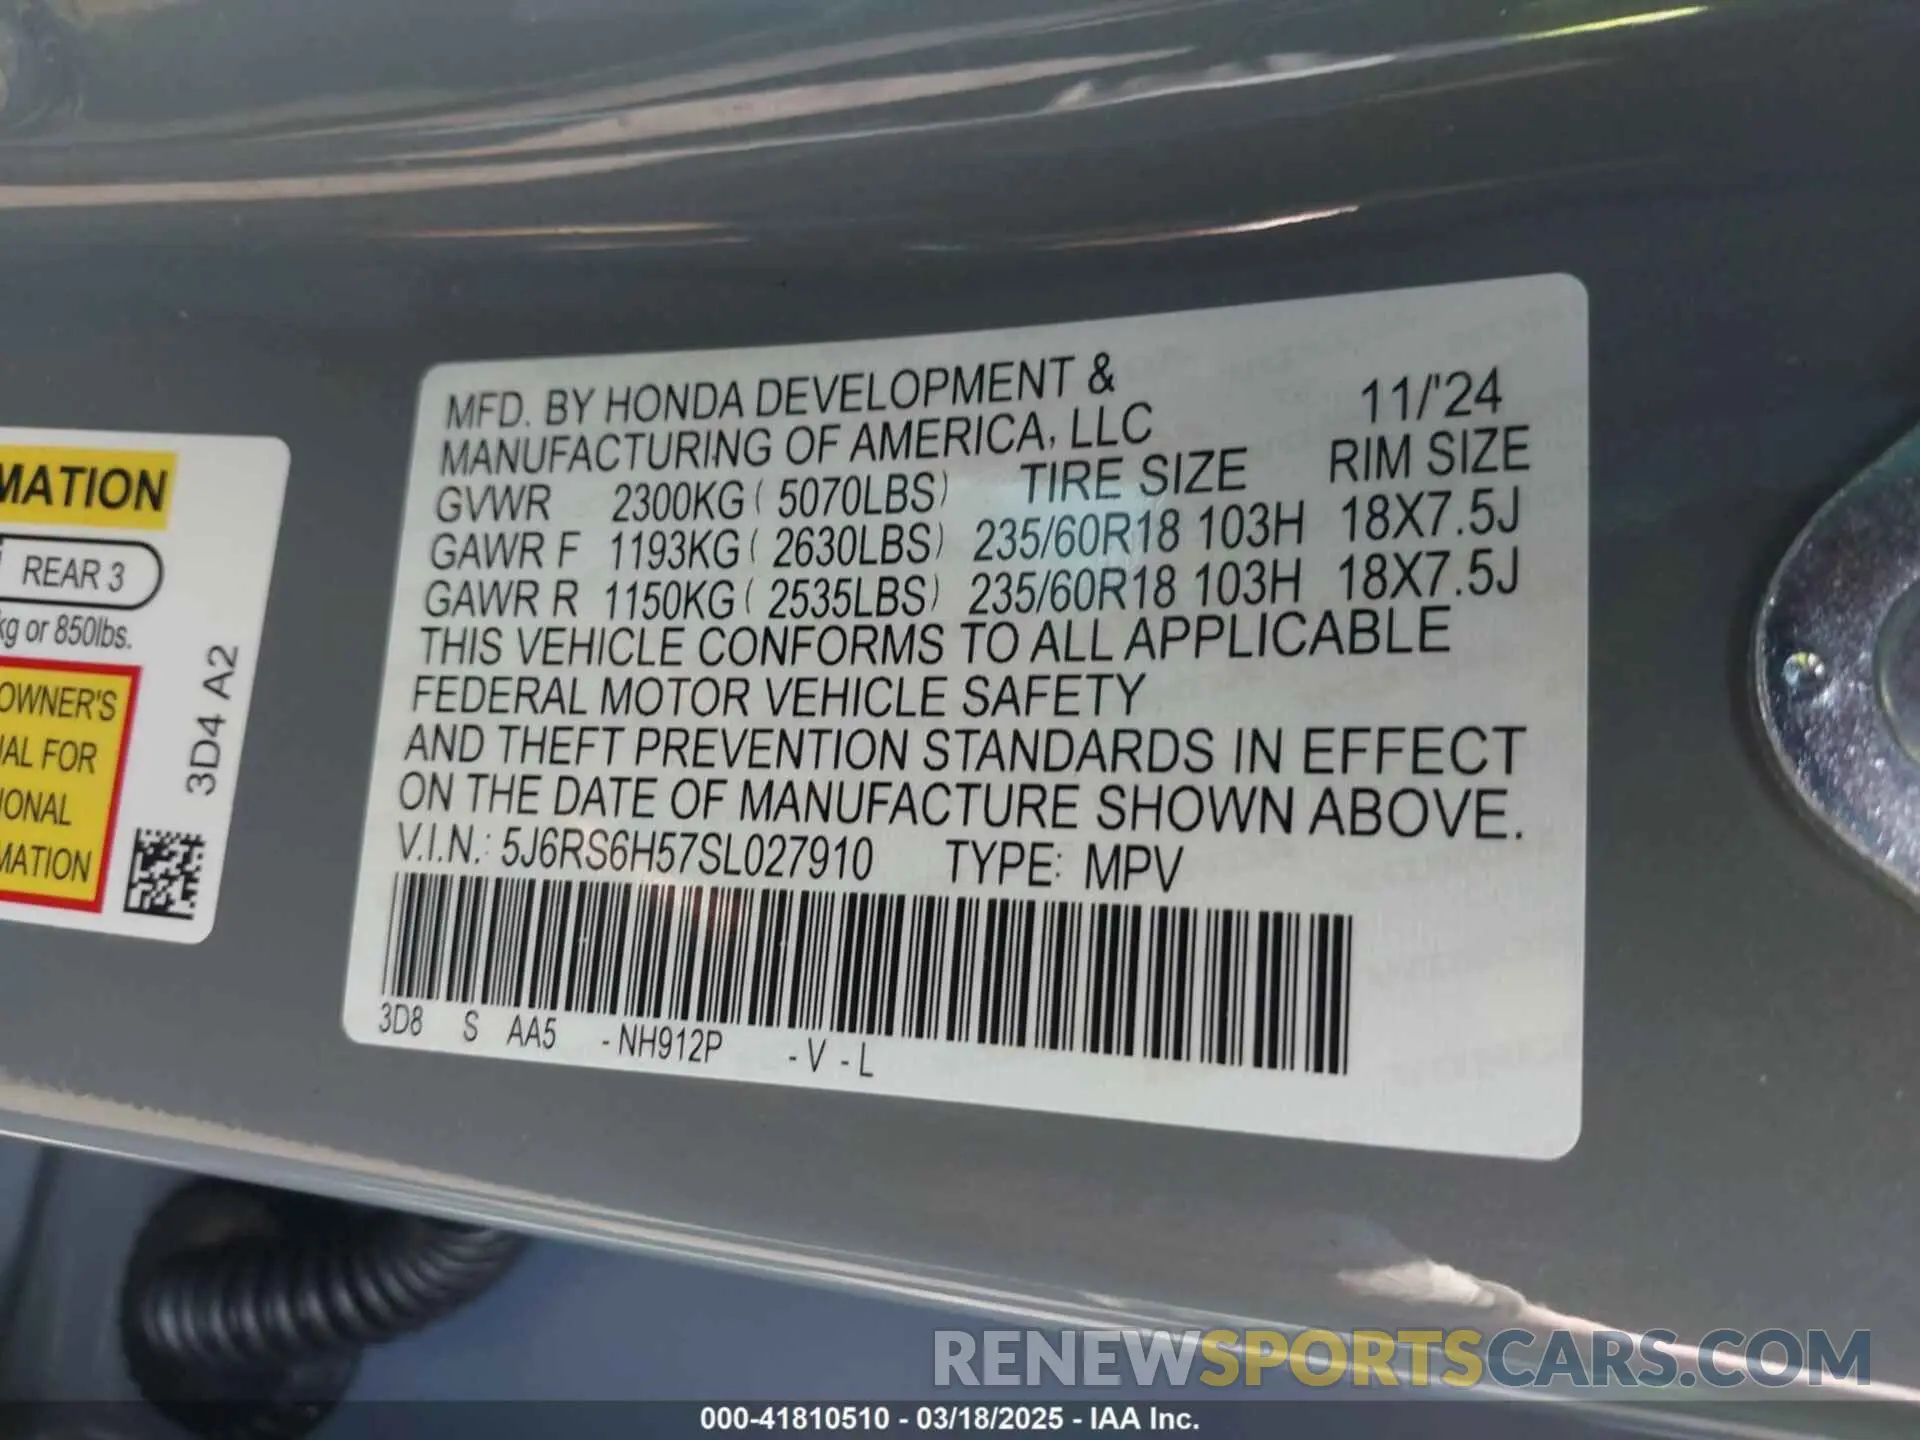 MATION
REAR 3
kg or 850lbs.
OWNER'S
AL FOR
IONAL
MATION
3D4 A2
MFD. BY HONDA DEVELOPMENT & 11/'24
MANUFACTURING OF AMERICA, LLC
TIRE SIZE RIM SIZE
GVWR 2300KG ( 5070LBS)
GAWR F 1193KG ( 2630LBS) 235/60R18 103H 18X7.5J
GAWR R 1150KG ( 2535LBS) 235/60R18 103H 18X7.5J
THIS VEHICLE CONFORMS TO ALL APPLICABLE
FEDERAL MOTOR VEHICLE SAFETY
AND THEFT PREVENTION STANDARDS IN EFFECT
ON THE DATE OF MANUFACTURE SHOWN ABOVE.
V.I.N.: 5J6RS6H57SL027910 TYPE: MPV
3D8 S AA5 -NH912P -V-L
RENEWSPORTSCARS.COM
000-41810510 - 03/18/2025 - IAA Inc.